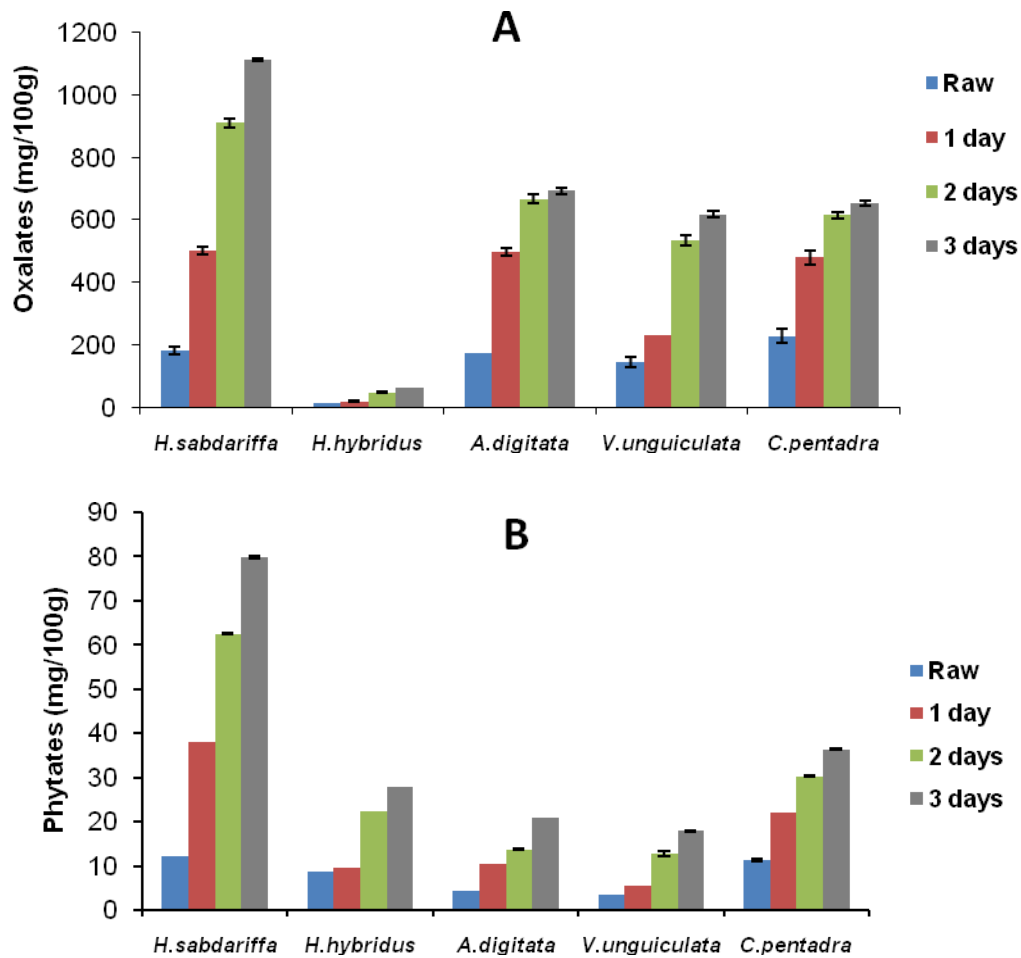 A
Oxalates (mg/100g)
1200
1000
800
600
400
200
0
H.sabdariffa
H.hybridus
A.digitata
V.unguiculata
C.pentadra
Raw
1 day
2 days
3 days
B
Phytates (mg/100g)
90
80
70
60
50
40
30
20
10
0
H.sabdariffa
H.hybridus
A.digitata
V.unguiculata
C.pentadra
Raw
1 day
2 days
3 days